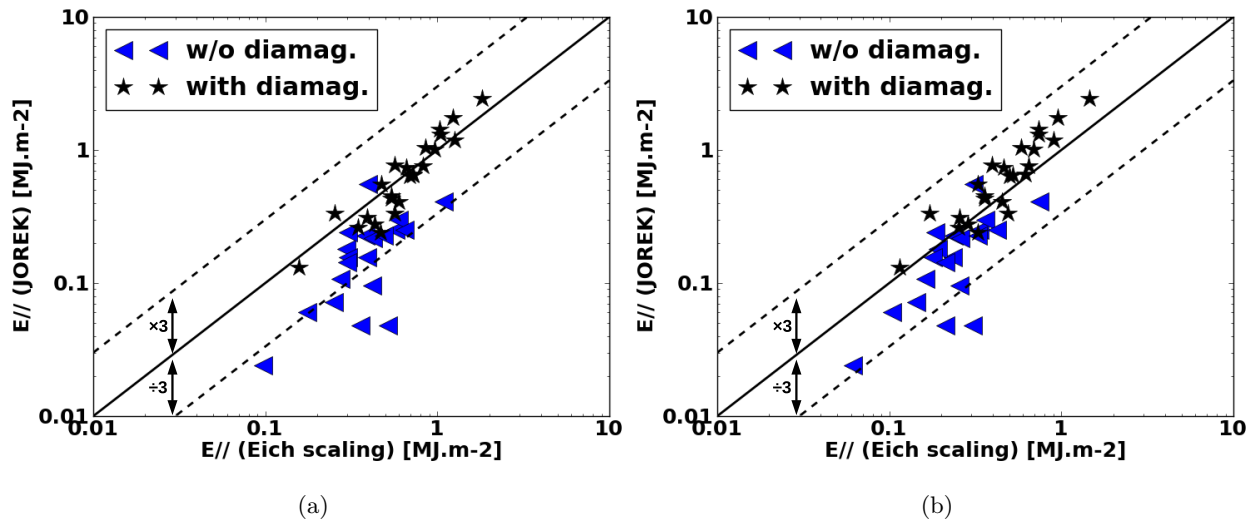 10
w/o diamag.
with diamag.
1
0.1
0.01
×3
÷3
E// (JOREK) [MJ.m-2]
0.01
0.1
1
10
E// (Eich scaling) [MJ.m-2]
(a)
10
w/o diamag.
with diamag.
1
0.1
0.01
×3
÷3
E// (JOREK) [MJ.m-2]
0.01
0.1
1
10
E// (Eich scaling) [MJ.m-2]
(b)